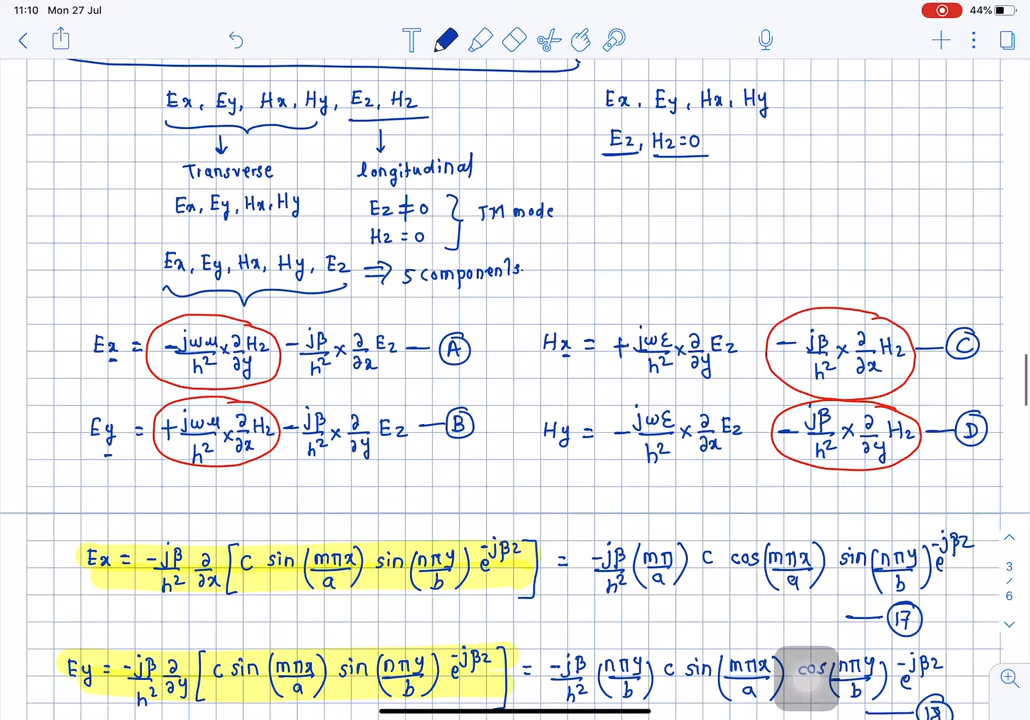 11:10 AM Wed 27 Jul
44%
Ex, Ey, Hx, Hy, Ez, Hz
Transverse
Ex, Ey, Hx, Hy
longitudinal
Ez ≠ 0
Hz = 0
TM mode
Ex, Ey, Hx, Hy, Ez ⇒ 5 components.
Ex, Ey, Hx, Hy
Ez, Hz=0
Ex = -jωμ/h² × ∂/∂y Hz - jβ/h² × ∂/∂x Ez — A
Hx = +jωε/h² × ∂/∂y Ez - jβ/h² × ∂/∂x Hz — C
Ey = +jωμ/h² × ∂/∂x Hz - jβ/h² × ∂/∂y Ez — B
Hy = -jωε/h² × ∂/∂x Ez - jβ/h² × ∂/∂y Hz — D
Ex = -jβ/h² ∂/∂x [C sin(mπx/a) sin(nπy/b) e^-jβz] = -jβ/h² (mπ/a) C cos(mπx/a) sin(nπy/b) e^-jβz
— 17
Ey = -jβ/h² ∂/∂y [C sin(mπx/a) sin(nπy/b) e^-jβz] = -jβ/h² (nπy/b) C sin(mπx/a) cos(nπy/b) e^-jβz
— 18
3
/
6